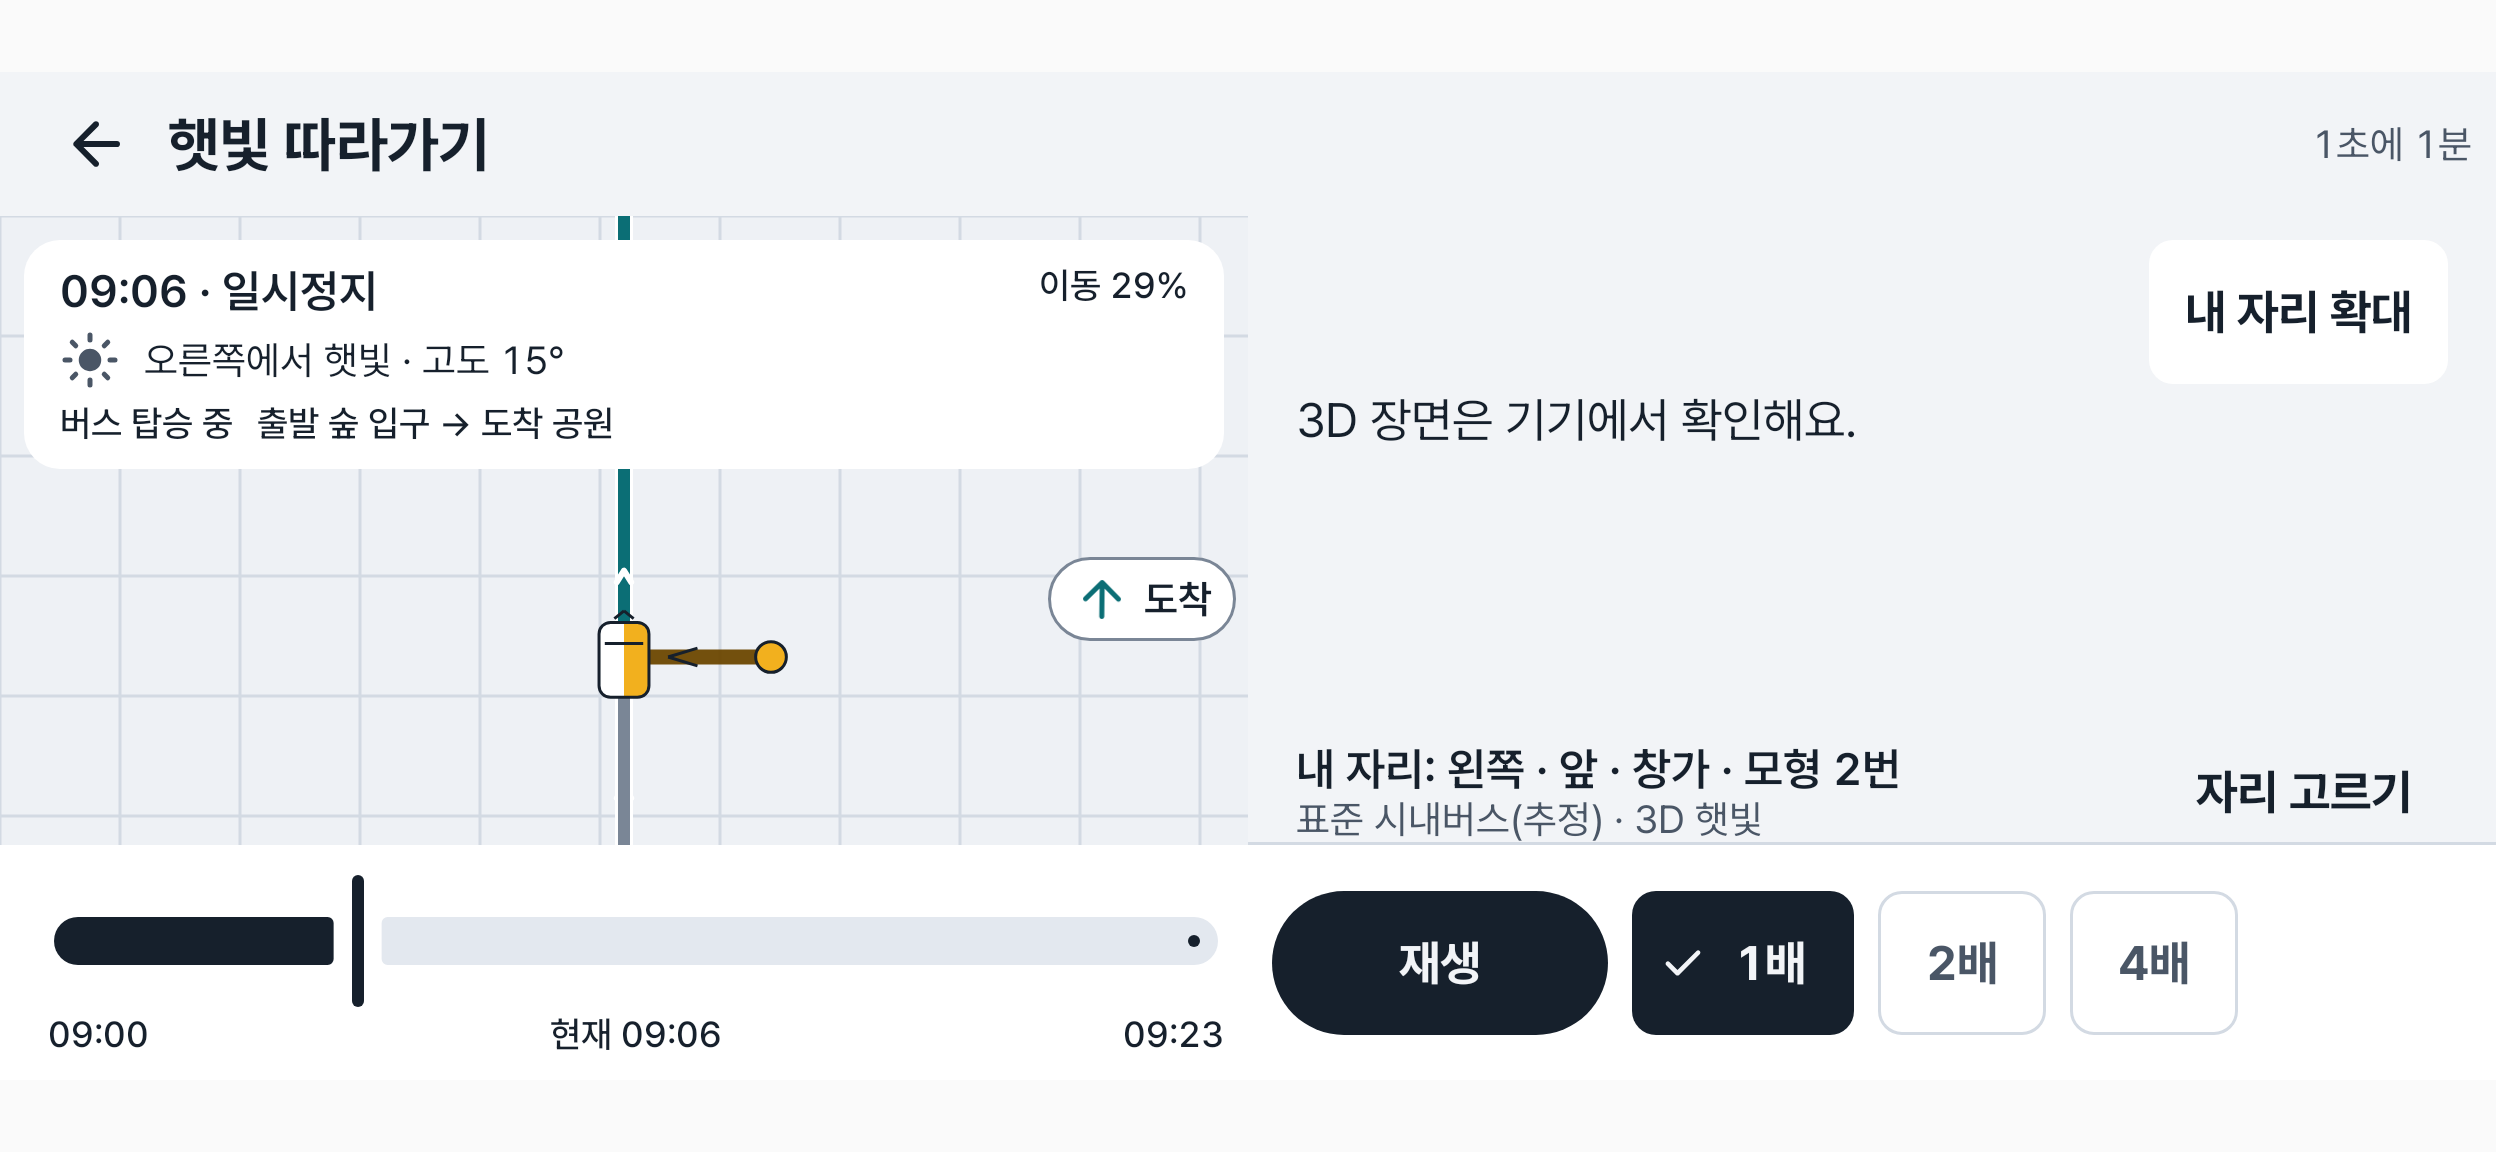 햇빛 따라가기
1초에 1분
09:06 · 일시정지
이동 29%
오른쪽에서 햇빛 · 고도 15°
버스 탑승 중 출발 숲 입구 → 도착 공원
도착
내 자리 확대
3D 장면은 기기에서 확인해요.
내 자리: 왼쪽 · 앞 · 창가 · 모형 2번
표준 시내버스(추정) · 3D 햇빛
자리 고르기
09:00
현재 09:06
09:23
재생
1배
2배
4배